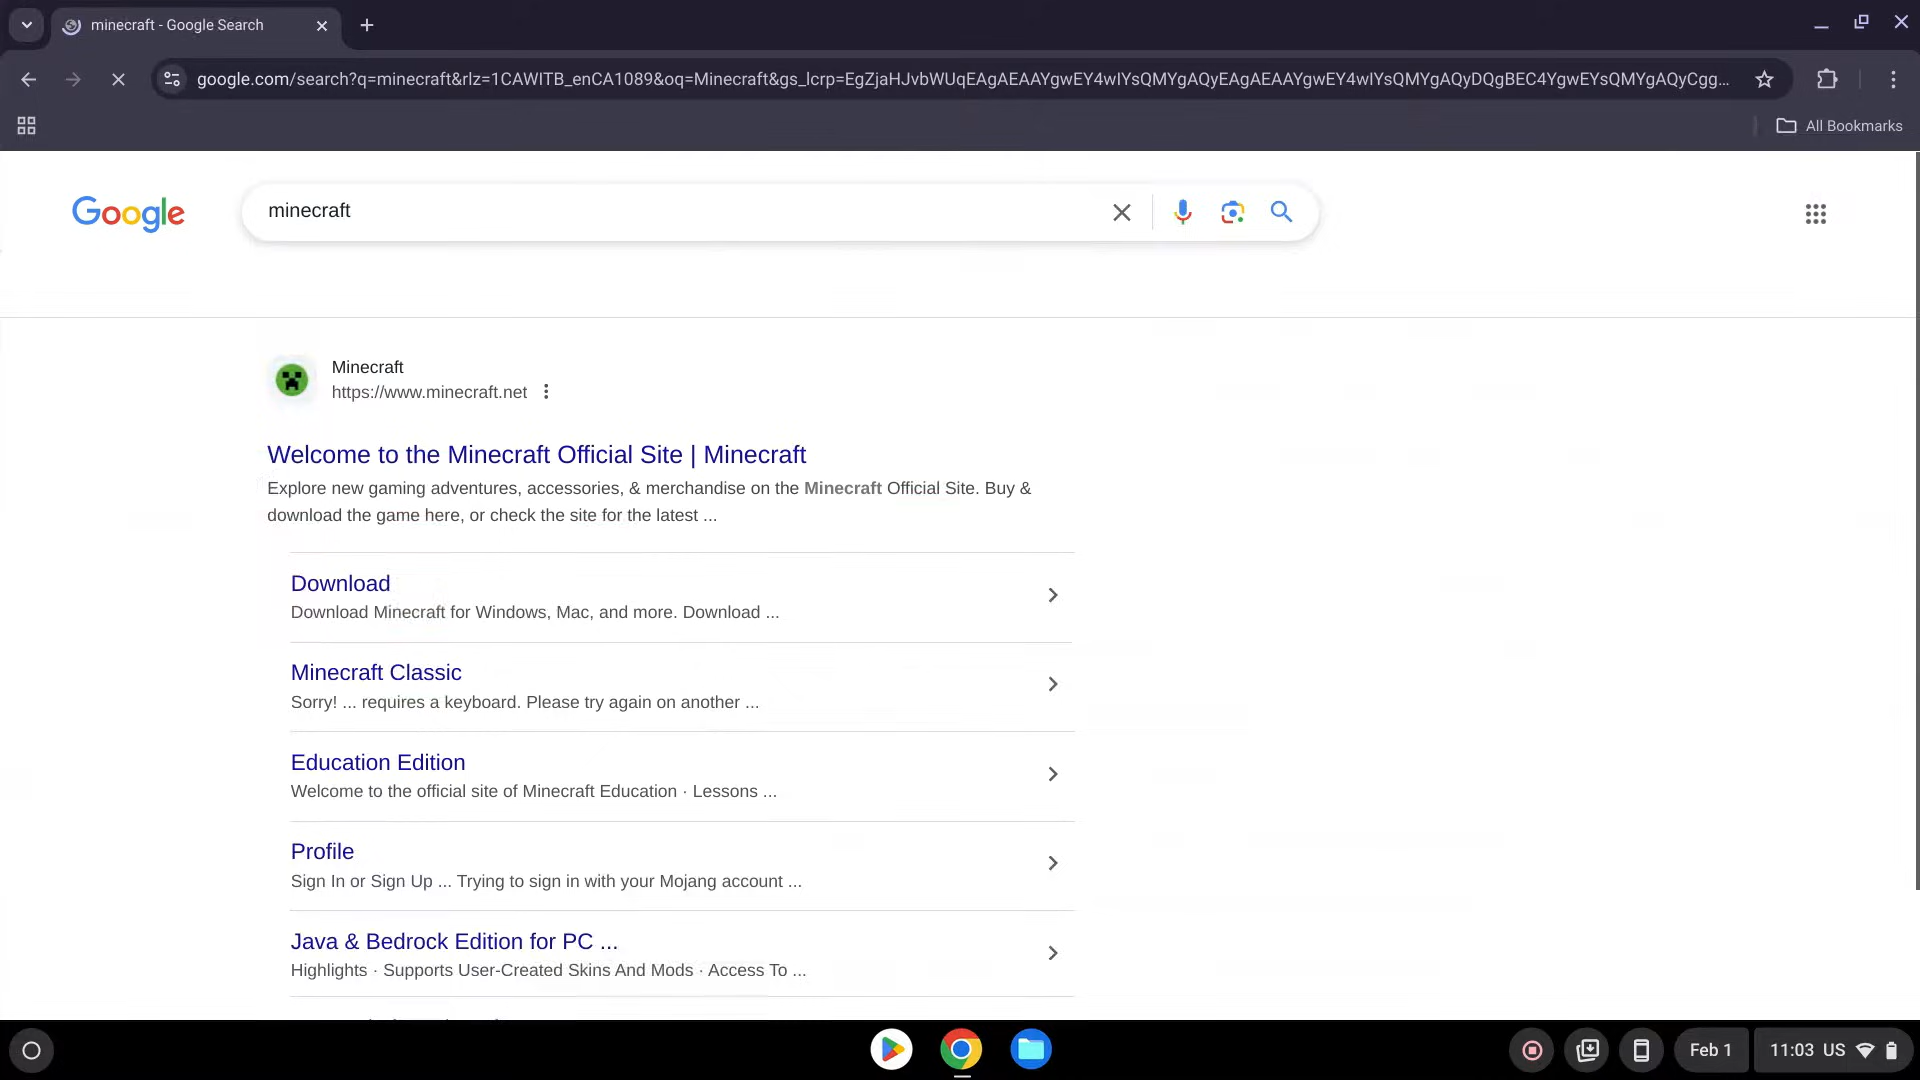 minecraft - Google Search
google.com/search?q=minecraft&rlz=1CAWITB_enCA1089&oq=Minecraft&gs_lcrp=EgZjaHJvbWUqEAgAEAAYgwEY4wIYsQMYgAQyEAgAEAAYgwEY4wIYsQMYgAQyDQgBEC4YgwEYsQMYgAQyCgg...
All Bookmarks
Google
minecraft
Minecraft
https://www.minecraft.net
Welcome to the Minecraft Official Site | Minecraft
Explore new gaming adventures, accessories, & merchandise on the Minecraft Official Site. Buy &
download the game here, or check the site for the latest ...
Download
Download Minecraft for Windows, Mac, and more. Download ...
Minecraft Classic
Sorry! ... requires a keyboard. Please try again on another ...
Education Edition
Welcome to the official site of Minecraft Education · Lessons ...
Profile
Sign In or Sign Up ... Trying to sign in with your Mojang account ...
Java & Bedrock Edition for PC ...
Highlights · Supports User-Created Skins And Mods · Access To ...
Feb 1
11:03 US